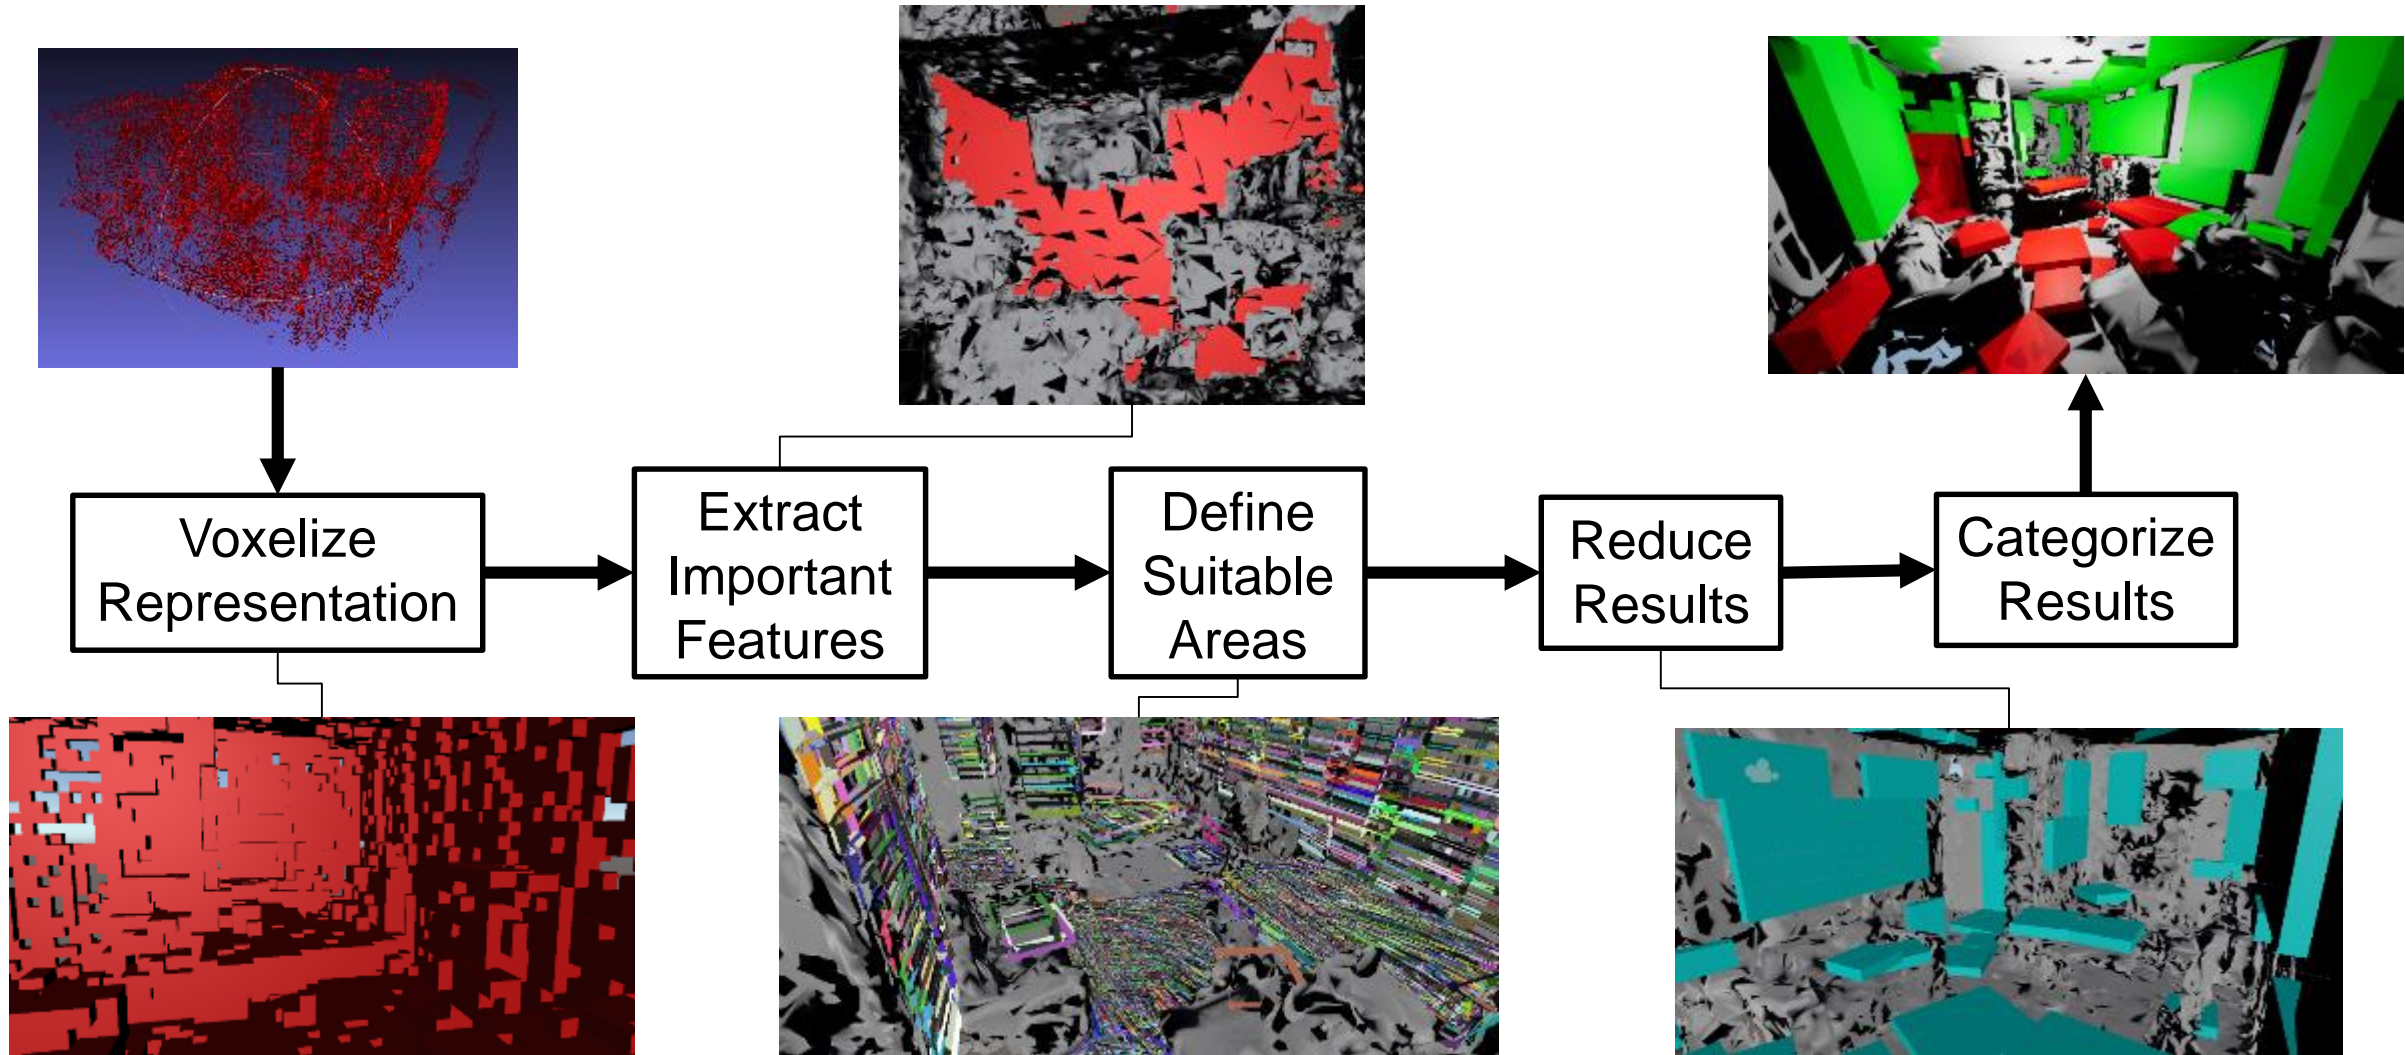 Voxelize
Representation
Extract
Important
Features
Define
Suitable
Areas
Reduce
Results
Categorize
Results